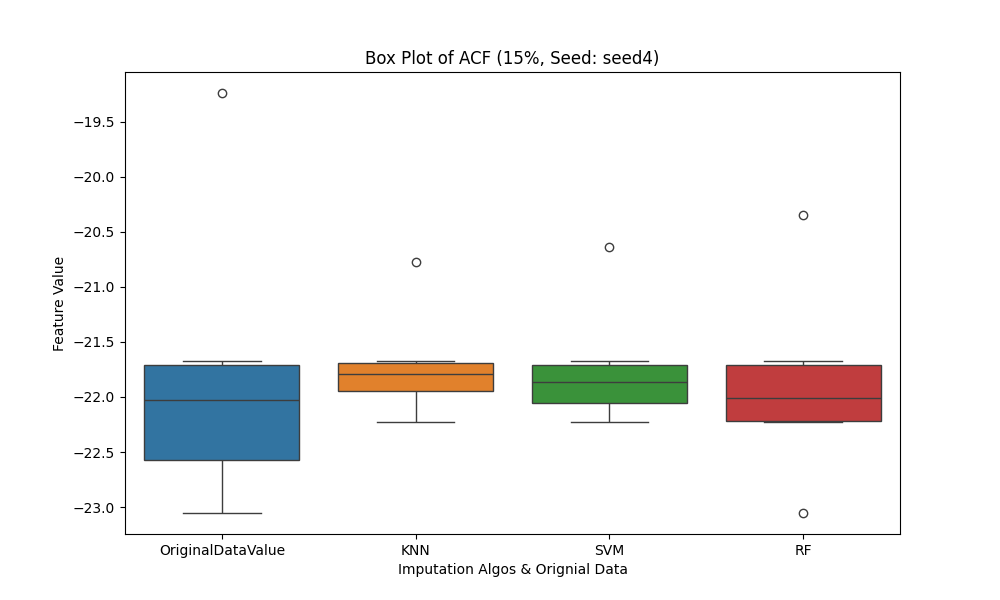 Box Plot of ACF (15%, Seed: seed4)
Feature Value
−19.5
−20.0
−20.5
−21.0
−21.5
−22.0
−22.5
−23.0
OriginalDataValue KNN SVM RF
Imputation Algos & Orignial Data